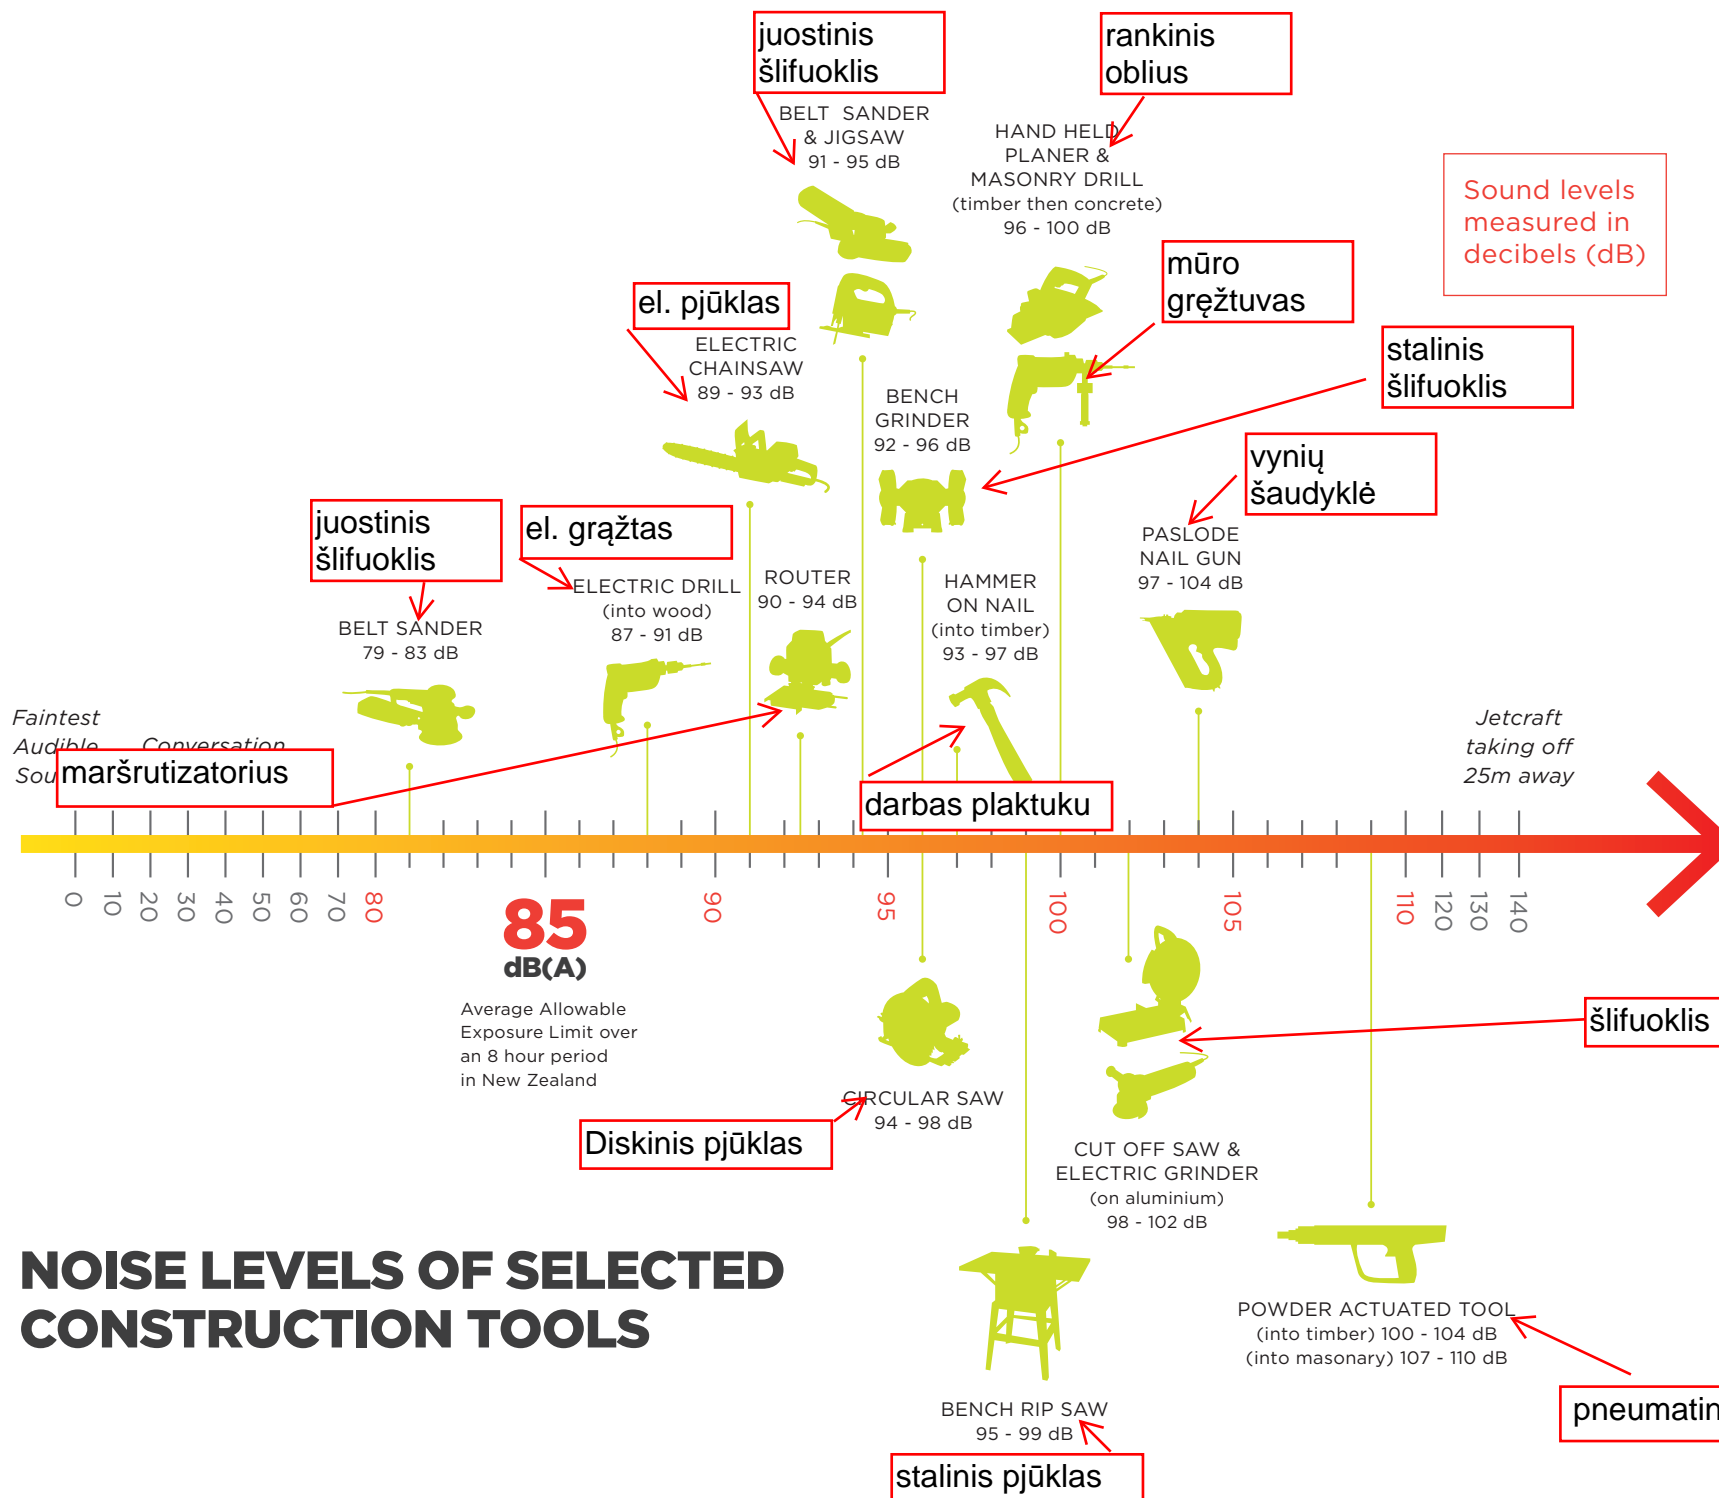 juostinis
šlifuoklis
rankinis
oblius
BELT SANDER
& JIGSAW
91 - 95 dB
HAND HELD
PLANER &
MASONRY DRILL
(timber then concrete)
96 - 100 dB
Sound levels
measured in
decibels (dB)
mūro
gręžtuvas
el. pjūklas
ELECTRIC
CHAINSAW
89 - 93 dB
stalinis
šlifuoklis
BENCH
GRINDER
92 - 96 dB
vynių
šaudyklė
juostinis
šlifuoklis
el. grąžtas
PASLODE
NAIL GUN
97 - 104 dB
BELT SANDER
79 - 83 dB
ELECTRIC DRILL
(into wood)
87 - 91 dB
ROUTER
90 - 94 dB
HAMMER
ON NAIL
(into timber)
93 - 97 dB
Faintest
Audible
Sou
Conversation
maršrutizatorius
darbas plaktuku
Jetcraft
taking off
25m away
0 10 20 30 40 50 60 70 80 90 95 100 105 110 120 130 140
85
dB(A)
Average Allowable
Exposure Limit over
an 8 hour period
in New Zealand
šlifuoklis
CIRCULAR SAW
94 - 98 dB
Diskinis pjūklas
CUT OFF SAW &
ELECTRIC GRINDER
(on aluminium)
98 - 102 dB
NOISE LEVELS OF SELECTED
CONSTRUCTION TOOLS
POWDER ACTUATED TOOL
(into timber) 100 - 104 dB
(into masonary) 107 - 110 dB
pneumatin
BENCH RIP SAW
95 - 99 dB
stalinis pjūklas